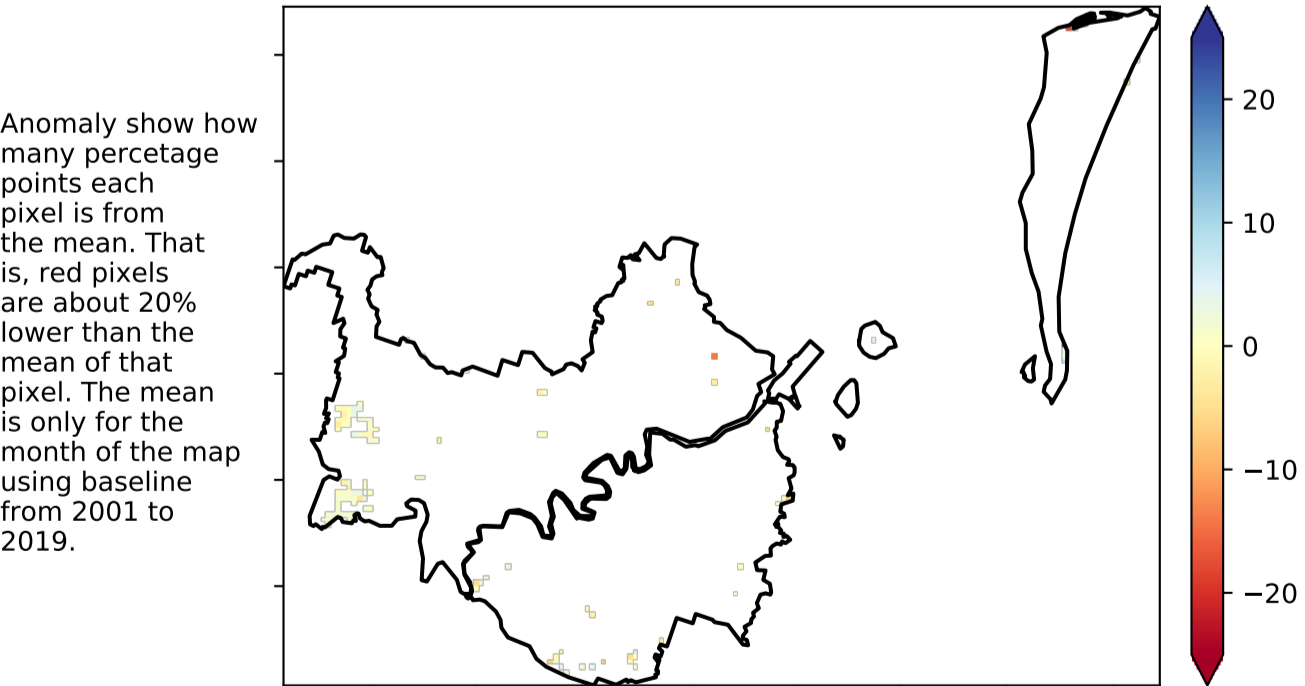 Anomaly show how
many percetage
points each
pixel is from
the mean. That
is, red pixels
are about 20%
lower than the
mean of that
pixel. The mean
is only for the
month of the map
using baseline
from 2001 to
2019.
20
10
0
−10
−20